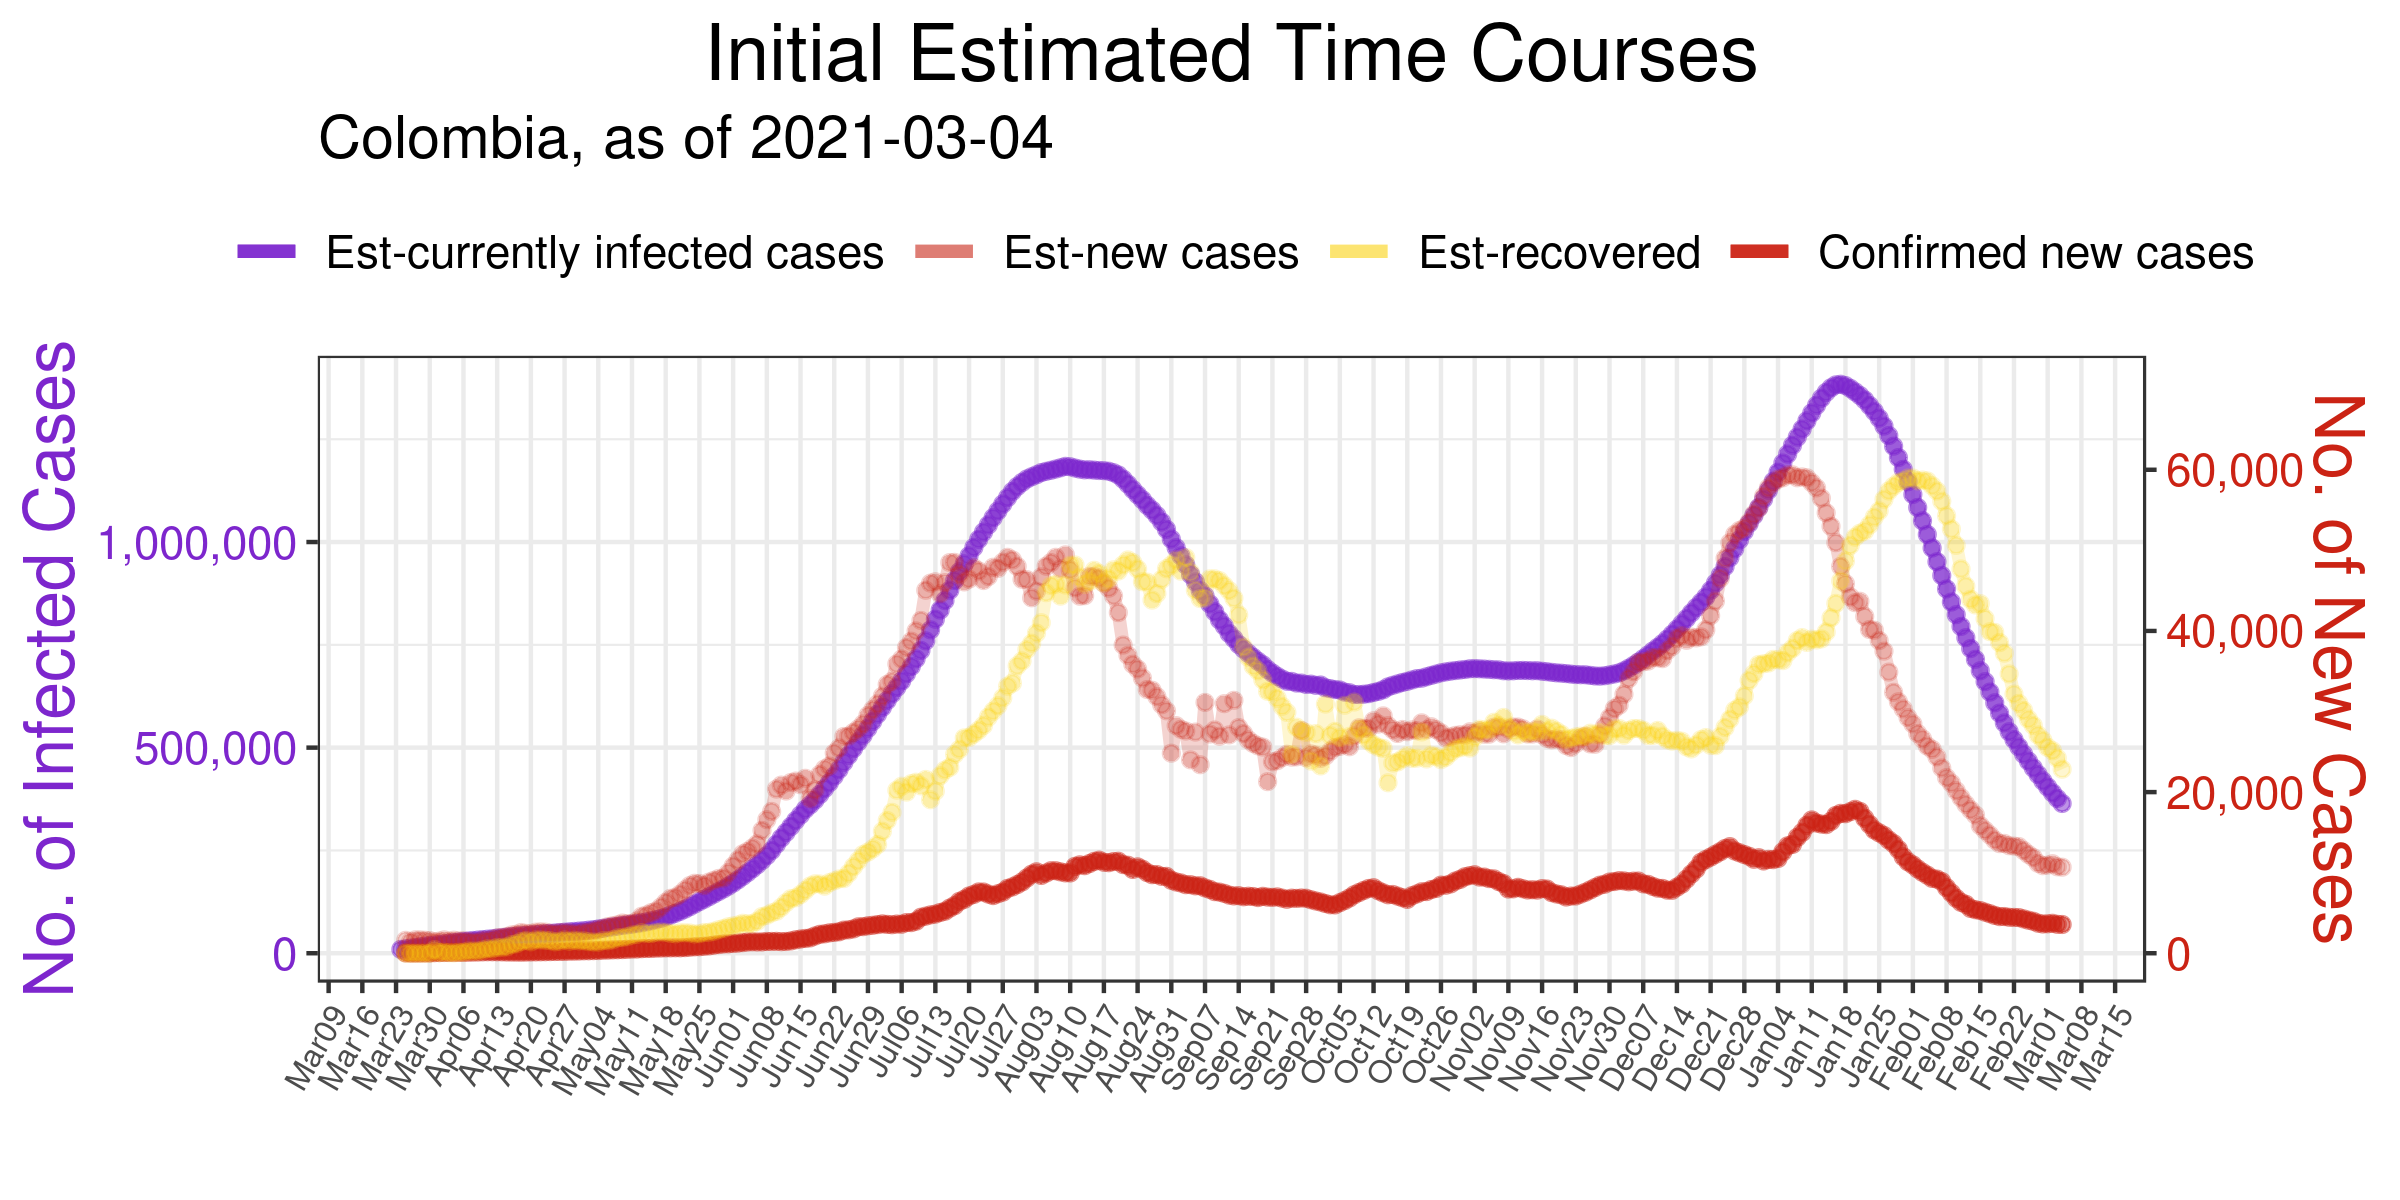 Initial Estimated Time Courses
Colombia, as of 2021-03-04
Est-currently infected cases Est-new cases Est-recovered Confirmed new cases
No. of Infected Cases
1,000,000
500,000
0
60,000
40,000
20,000
0
No. of New Cases
Mar09 Mar16 Mar23 Mar30 Apr06 Apr13 Apr20 Apr27 May04 May11 May18 May25 Jun01 Jun08 Jun15 Jun22 Jun29 Jul06 Jul13 Jul20 Jul27 Aug03 Aug10 Aug17 Aug24 Aug31 Sep07 Sep14 Sep21 Sep28 Oct05 Oct12 Oct19 Oct26 Nov02 Nov09 Nov16 Nov23 Nov30 Dec07 Dec14 Dec21 Dec28 Jan04 Jan11 Jan18 Jan25 Feb01 Feb08 Feb15 Feb22 Mar01 Mar08 Mar15